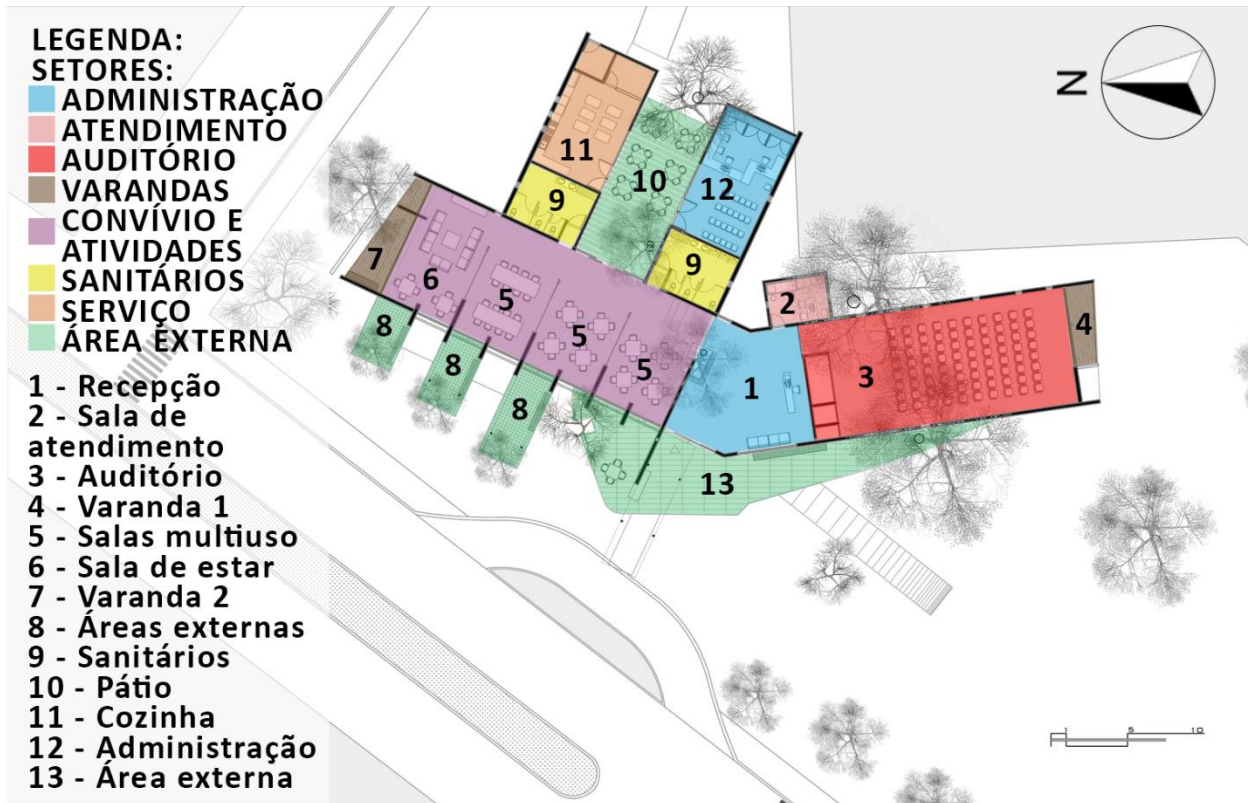 LEGENDA:
SETORES:
ADMINISTRAÇÃO
ATENDIMENTO
AUDITÓRIO
VARANDAS
CONVÍVIO E
ATIVIDADES
SANITÁRIOS
SERVIÇO
ÁREA EXTERNA
1 - Recepção
2 - Sala de
atendimento
3 - Auditório
4 - Varanda 1
5 - Salas multiuso
6 - Sala de estar
7 - Varanda 2
8 - Áreas externas
9 - Sanitários
10 - Pátio
11 - Cozinha
12 - Administração
13 - Área externa
N
11
10
12
9
9
7
6
5
5
5
8
8
8
2
1
3
4
13
1 5 10